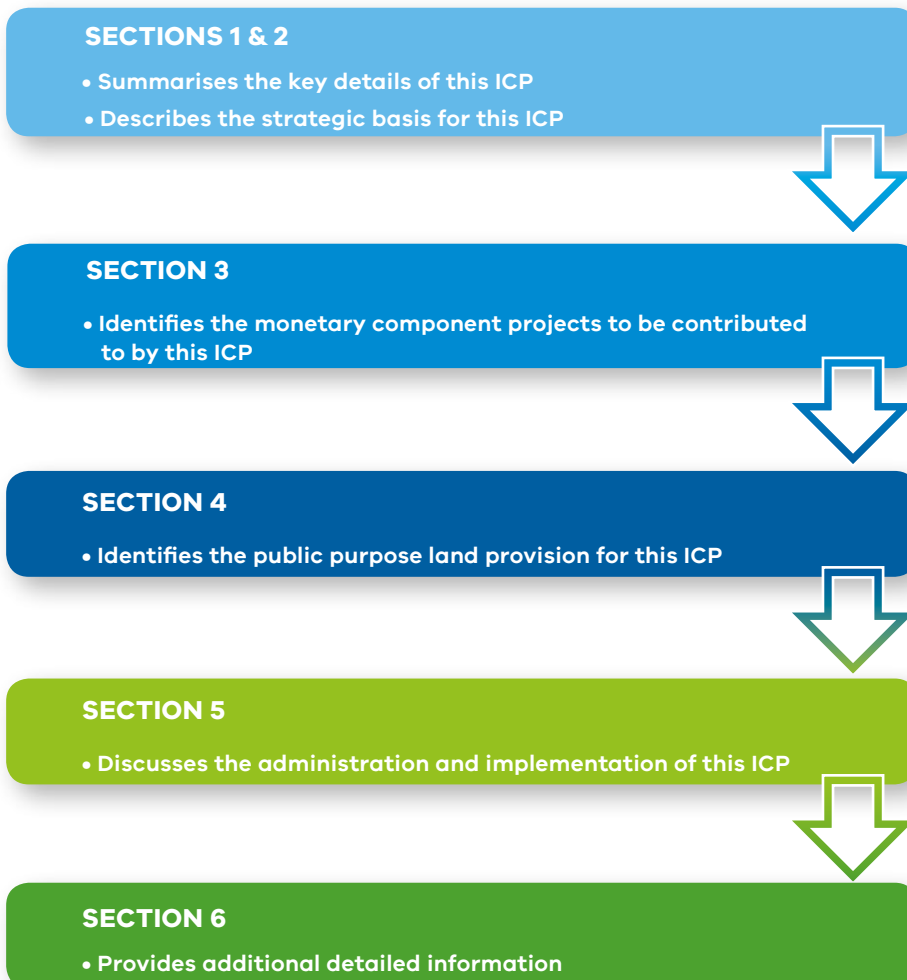 SECTIONS 1 & 2
• Summarises the key details of this ICP
• Describes the strategic basis for this ICP
SECTION 3
• Identifies the monetary component projects to be contributed
to by this ICP
SECTION 4
• Identifies the public purpose land provision for this ICP
SECTION 5
• Discusses the administration and implementation of this ICP
SECTION 6
• Provides additional detailed information